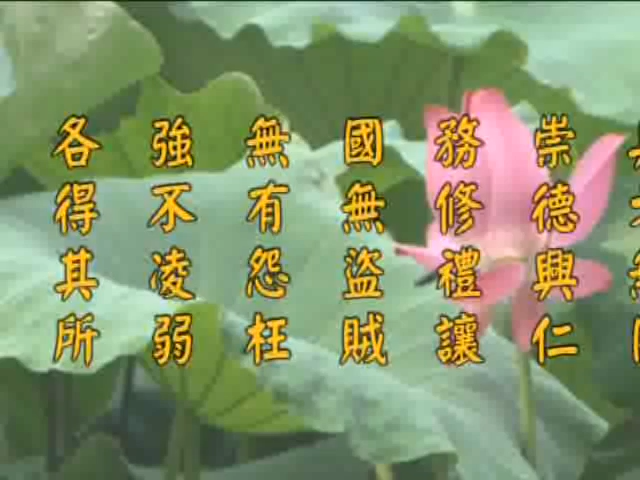 崇德興仁
務修禮讓
國無盜賊
無有怨枉
強不凌弱
各得其所